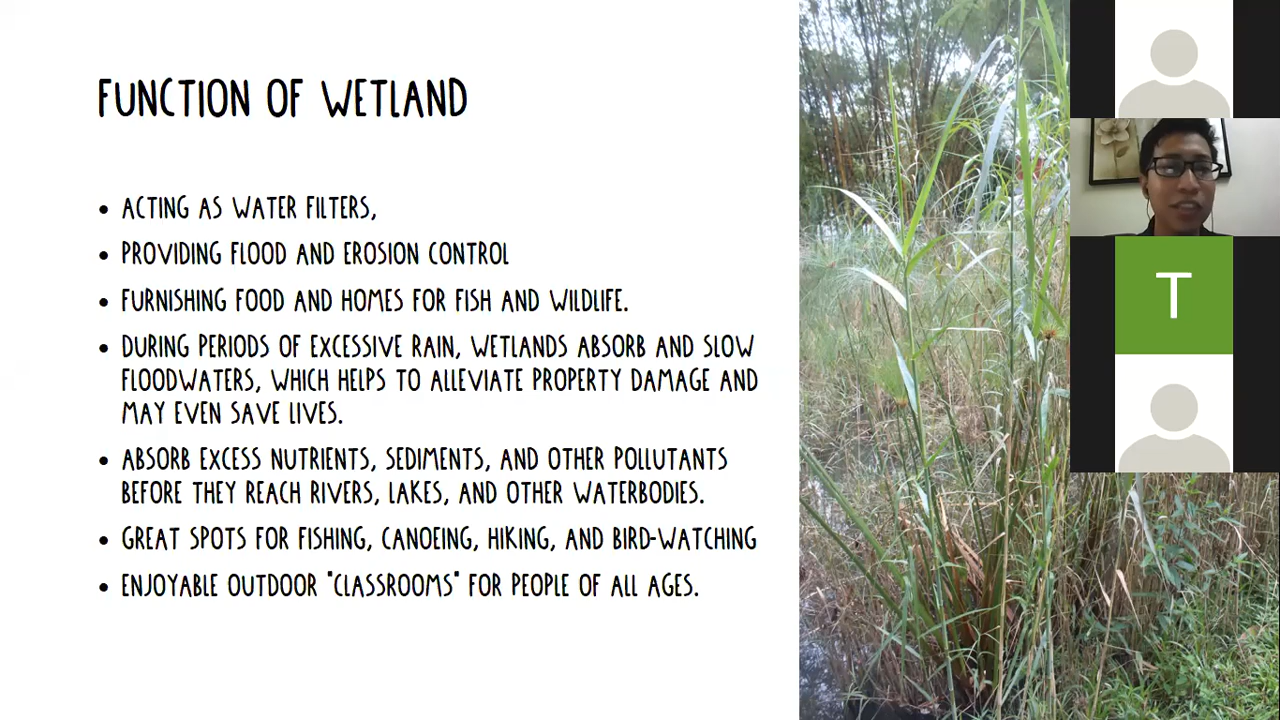 FUNCTION OF WETLAND
• ACTING AS WATER FILTERS,
• PROVIDING FLOOD AND EROSION CONTROL
• FURNISHING FOOD AND HOMES FOR FISH AND WILDLIFE.
• DURING PERIODS OF EXCESSIVE RAIN, WETLANDS ABSORB AND SLOW
FLOODWATERS, WHICH HELPS TO ALLEVIATE PROPERTY DAMAGE AND
MAY EVEN SAVE LIVES.
• ABSORB EXCESS NUTRIENTS, SEDIMENTS, AND OTHER POLLUTANTS
BEFORE THEY REACH RIVERS, LAKES, AND OTHER WATERBODIES.
• GREAT SPOTS FOR FISHING, CANOEING, HIKING, AND BIRD-WATCHING
• ENJOYABLE OUTDOOR "CLASSROOMS" FOR PEOPLE OF ALL AGES.
T